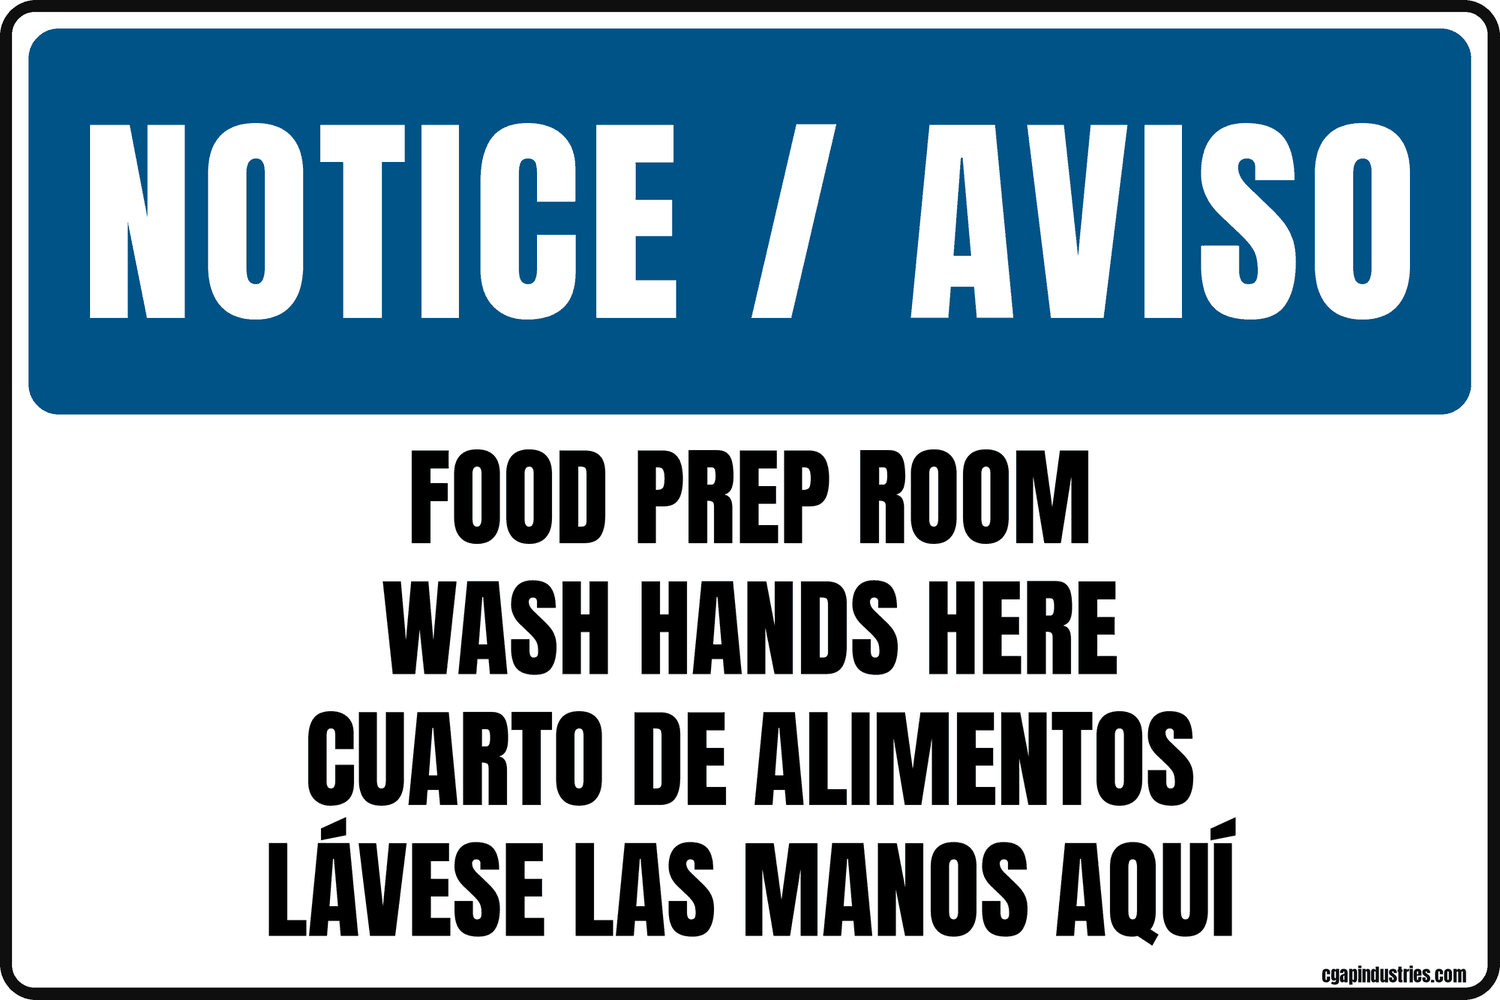 NOTICE / AVISO
FOOD PREP ROOM
WASH HANDS HERE
CUARTO DE ALIMENTOS
LÁVESE LAS MANOS AQUÍ
cgapindustries.com